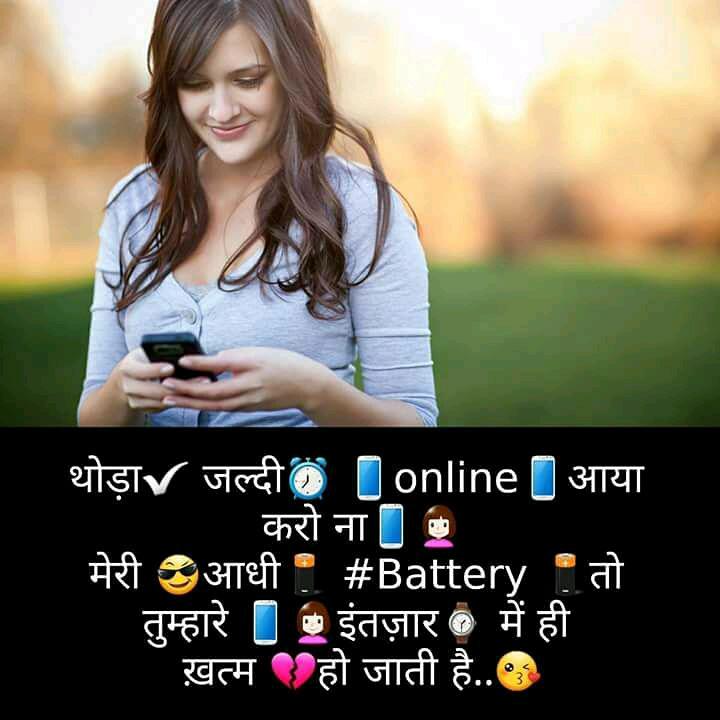 थोड़ा✔ जल्दी⏰ 📱online📱आया
करो ना📱 👩
मेरी 😎आधी🔋 #Battery 🔋तो
तुम्हारे 📱👩इंतज़ार⌚ में ही
ख़त्म 💔हो जाती है..😘